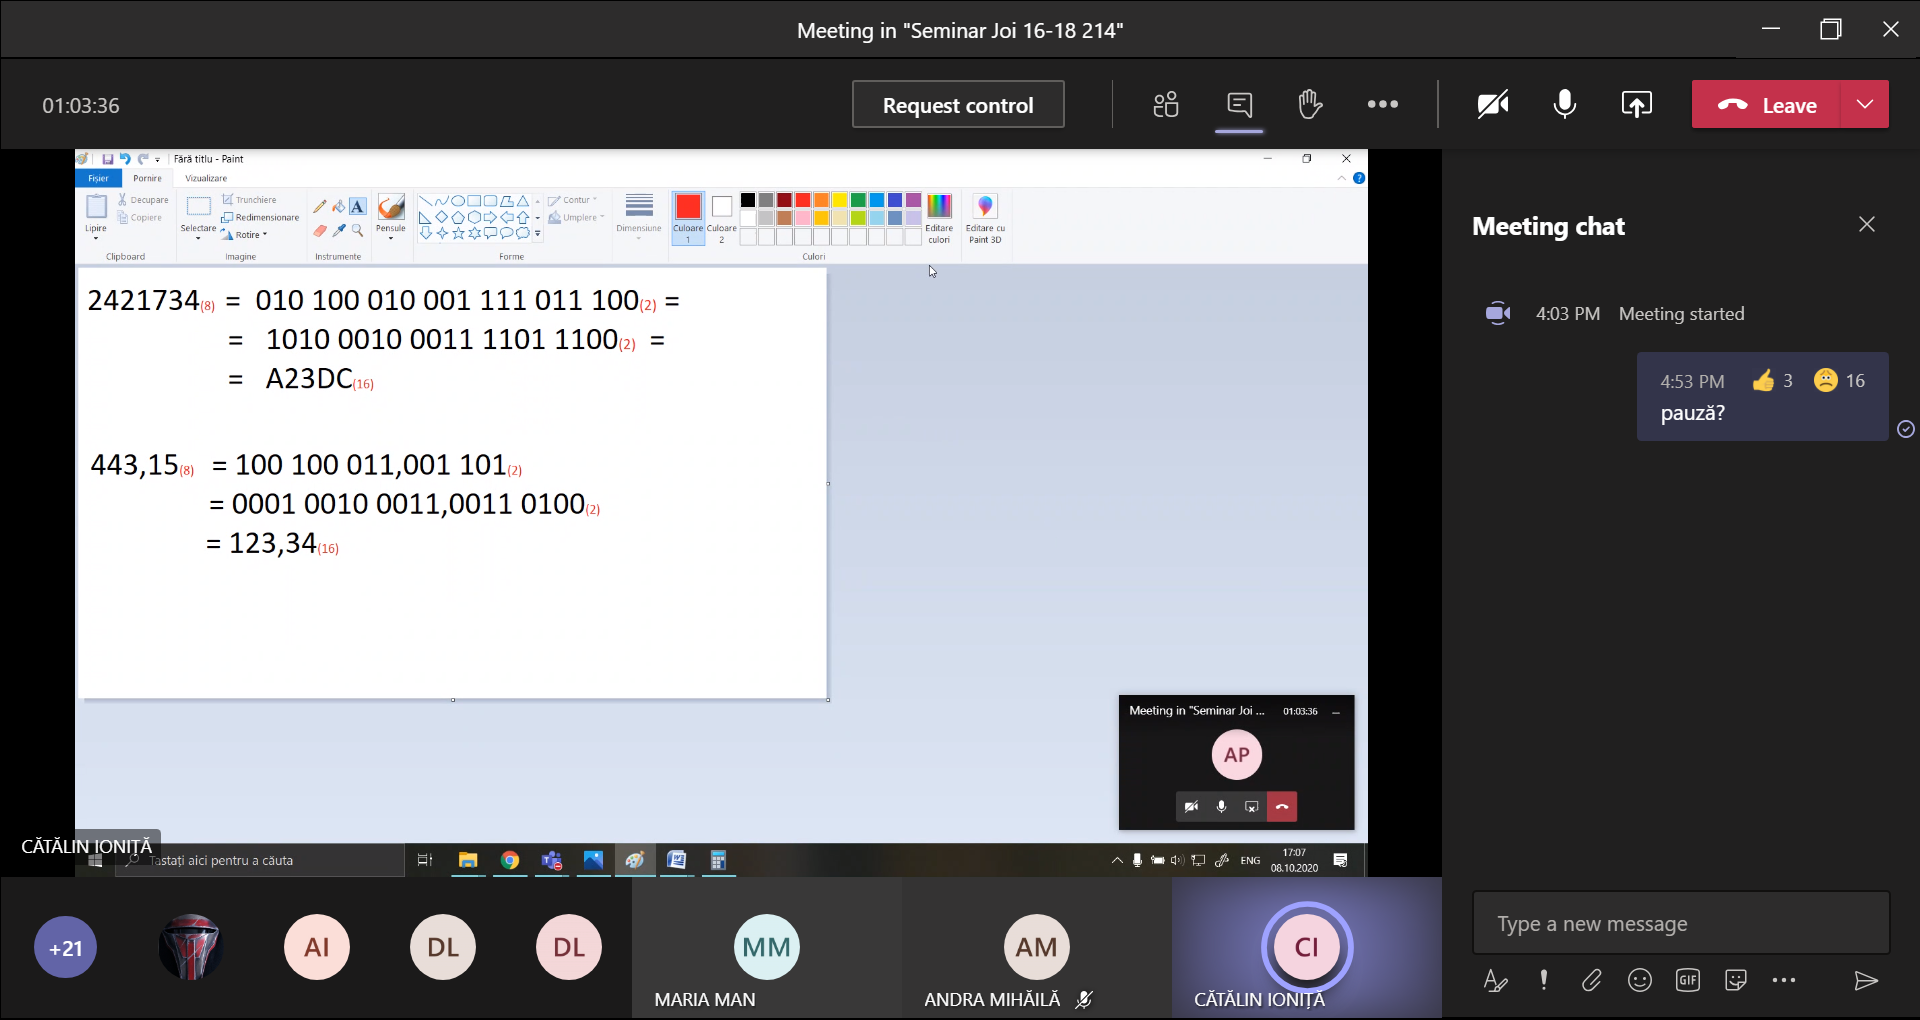 Meeting in "Seminar Joi 16-18 214"
01:03:36
Request control
Leave
Fără titlu - Paint
Fișier Pornire Vizualizare
Lipire
Decupare
Copiere
Clipboard
Selectare
Trunchiere
Redimensionare
Rotire
Imagine
A
Instrumente
Pensule
Contur
Umplere
Forme
Dimensiune
Culoare 1
Culoare 2
Culori
Editare culori
Editare cu Paint 3D
?
2421734(8) = 010 100 010 001 111 011 100(2) =
= 1010 0010 0011 1101 1100(2) =
= A23DC(16)
443,15(8) = 100 100 011,001 101(2)
= 0001 0010 0011,0011 0100(2)
= 123,34(16)
Meeting in "Seminar Joi ... 01:03:36
AP
CĂTĂLIN IONIȚĂ
Tastați aici pentru a căuta
ENG
17:07
08.10.2020
+21
AI
DL
DL
MM
MARIA MAN
AM
ANDRA MIHĂILĂ
CI
CĂTĂLIN IONIȚĂ
Meeting chat
4:03 PM Meeting started
4:53 PM 3 16
pauză?
Type a new message
GIF